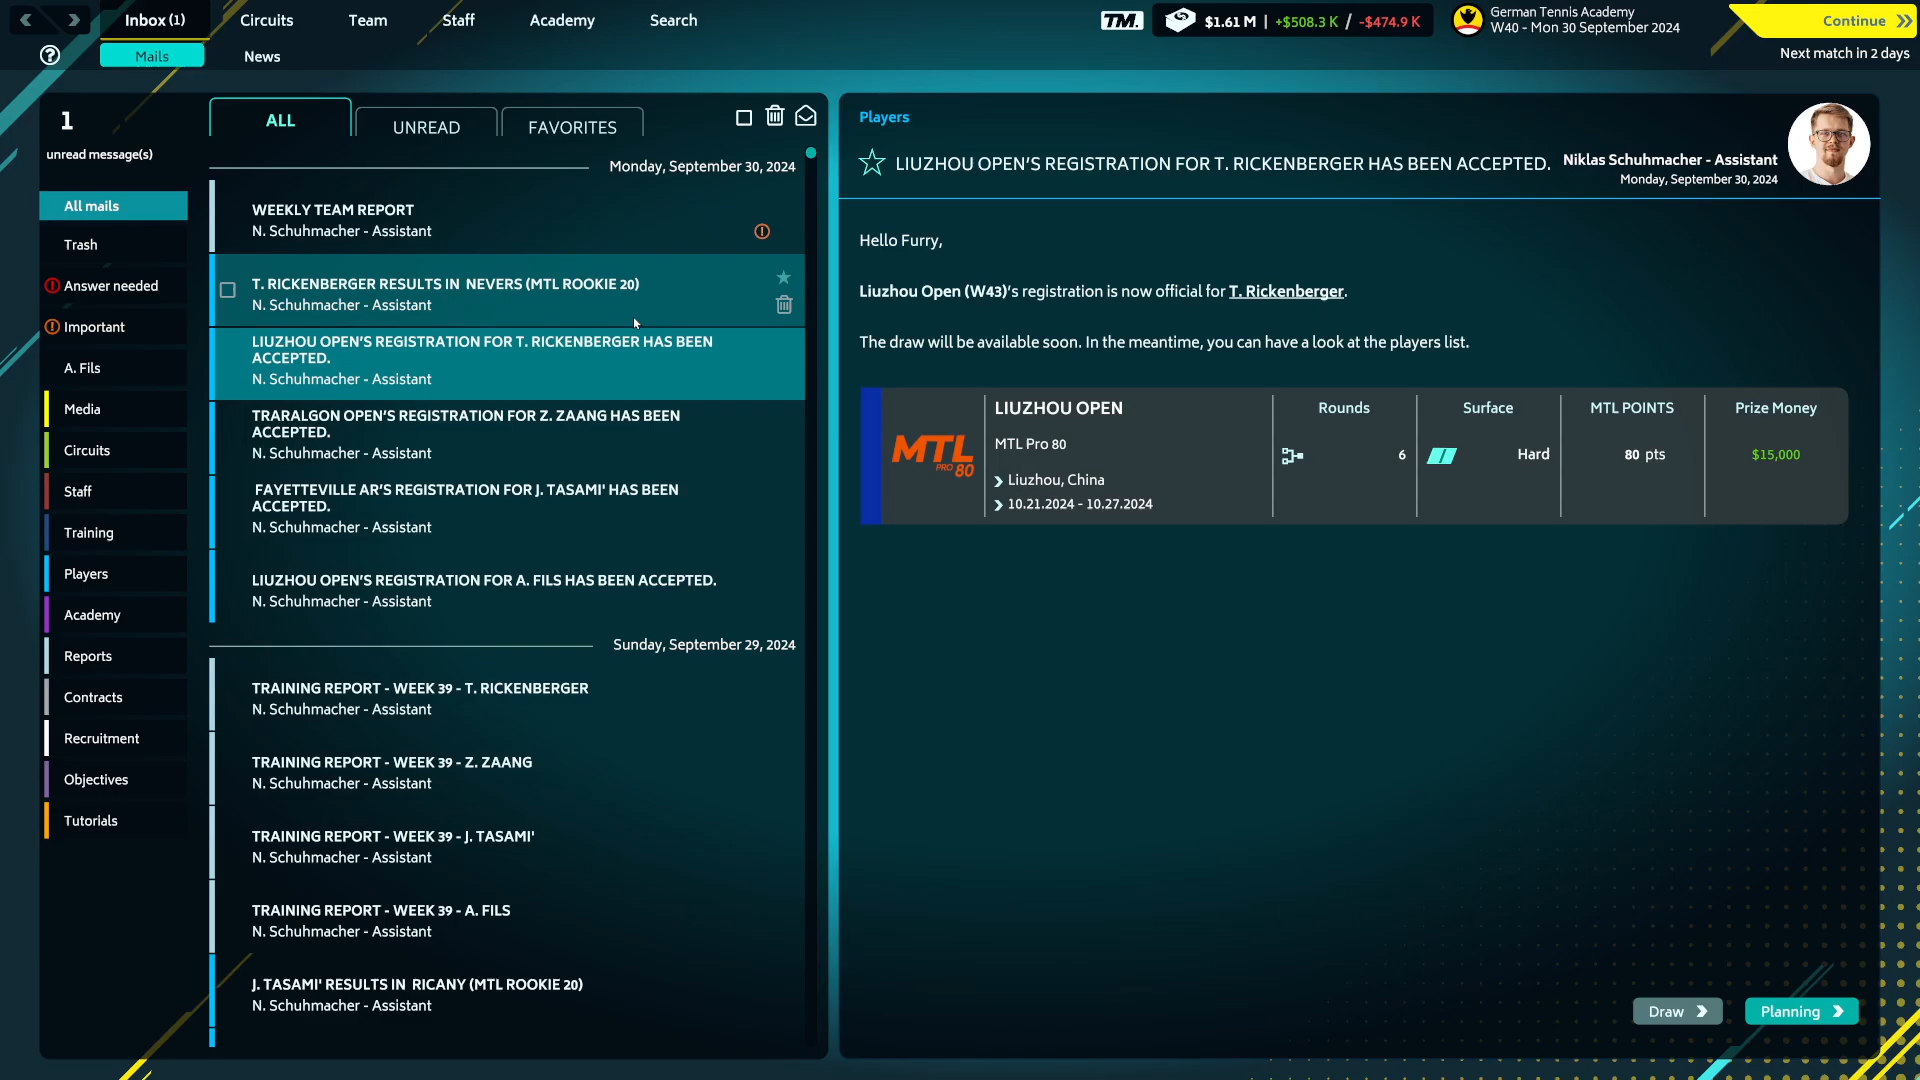 Inbox (1)
Circuits
Team
Staff
Academy
Search
TM.
$1.61 M | +$508.3 K / -$474.9 K
German Tennis Academy
W40 - Mon 30 September 2024
Continue
Next match in 2 days
Mails
News
1
unread message(s)
All mails
Trash
Answer needed
Important
A. Fils
Media
Circuits
Staff
Training
Players
Academy
Reports
Contracts
Recruitment
Objectives
Tutorials
ALL
UNREAD
FAVORITES
Monday, September 30, 2024
WEEKLY TEAM REPORT
N. Schuhmacher - Assistant
T. RICKENBERGER RESULTS IN NEVERS (MTL ROOKIE 20)
N. Schuhmacher - Assistant
LIUZHOU OPEN'S REGISTRATION FOR T. RICKENBERGER HAS BEEN
ACCEPTED.
N. Schuhmacher - Assistant
TRARALGON OPEN'S REGISTRATION FOR Z. ZAANG HAS BEEN
ACCEPTED.
N. Schuhmacher - Assistant
FAYETTEVILLE AR'S REGISTRATION FOR J. TASAMI' HAS BEEN
ACCEPTED.
N. Schuhmacher - Assistant
LIUZHOU OPEN'S REGISTRATION FOR A. FILS HAS BEEN ACCEPTED.
N. Schuhmacher - Assistant
Sunday, September 29, 2024
TRAINING REPORT - WEEK 39 - T. RICKENBERGER
N. Schuhmacher - Assistant
TRAINING REPORT - WEEK 39 - Z. ZAANG
N. Schuhmacher - Assistant
TRAINING REPORT - WEEK 39 - J. TASAMI'
N. Schuhmacher - Assistant
TRAINING REPORT - WEEK 39 - A. FILS
N. Schuhmacher - Assistant
J. TASAMI' RESULTS IN RICANY (MTL ROOKIE 20)
N. Schuhmacher - Assistant
Players
LIUZHOU OPEN'S REGISTRATION FOR T. RICKENBERGER HAS BEEN ACCEPTED.
Niklas Schuhmacher - Assistant
Monday, September 30, 2024
Hello Furry,
Liuzhou Open (W43)'s registration is now official for T. Rickenberger.
The draw will be available soon. In the meantime, you can have a look at the players list.
MTL
PRO 80
LIUZHOU OPEN
MTL Pro 80
Liuzhou, China
10.21.2024 - 10.27.2024
Rounds
6
Surface
Hard
MTL POINTS
80 pts
Prize Money
$15,000
Draw
Planning